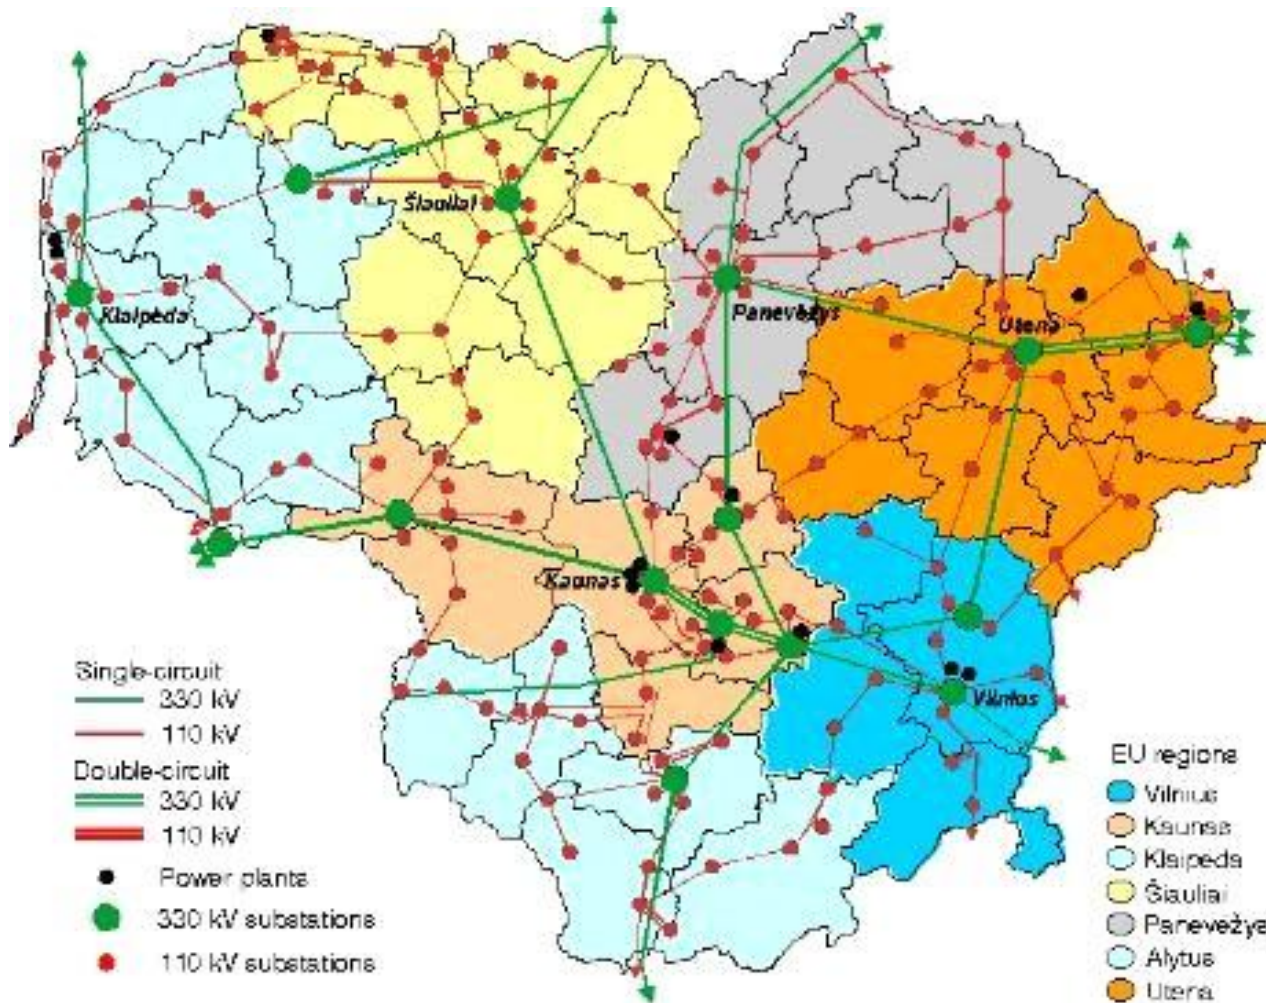 Šiauliai
Klaipėda
Panevėžys
Utena
Kaunas
Vilnius
Single-circuit
330 kV
110 kV
Double-circuit
330 kV
110 kV
Power plants
330 kV substations
110 kV substations
EU regions
Vilnius
Kaunas
Klaipėda
Šiauliai
Panevėžys
Alytus
Utena